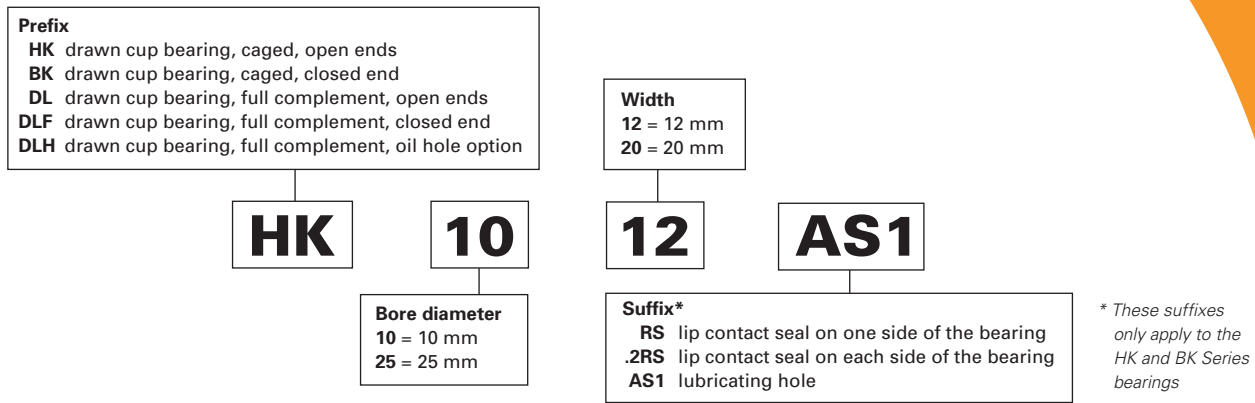 Prefix
HK drawn cup bearing, caged, open ends
BK drawn cup bearing, caged, closed end
DL drawn cup bearing, full complement, open ends
DLF drawn cup bearing, full complement, closed end
DLH drawn cup bearing, full complement, oil hole option
Width
12 = 12 mm
20 = 20 mm
HK 10 12 AS1
Bore diameter
10 = 10 mm
25 = 25 mm
Suffix*
RS lip contact seal on one side of the bearing
.2RS lip contact seal on each side of the bearing
AS1 lubricating hole
* These suffixes
only apply to the
HK and BK Series
bearings